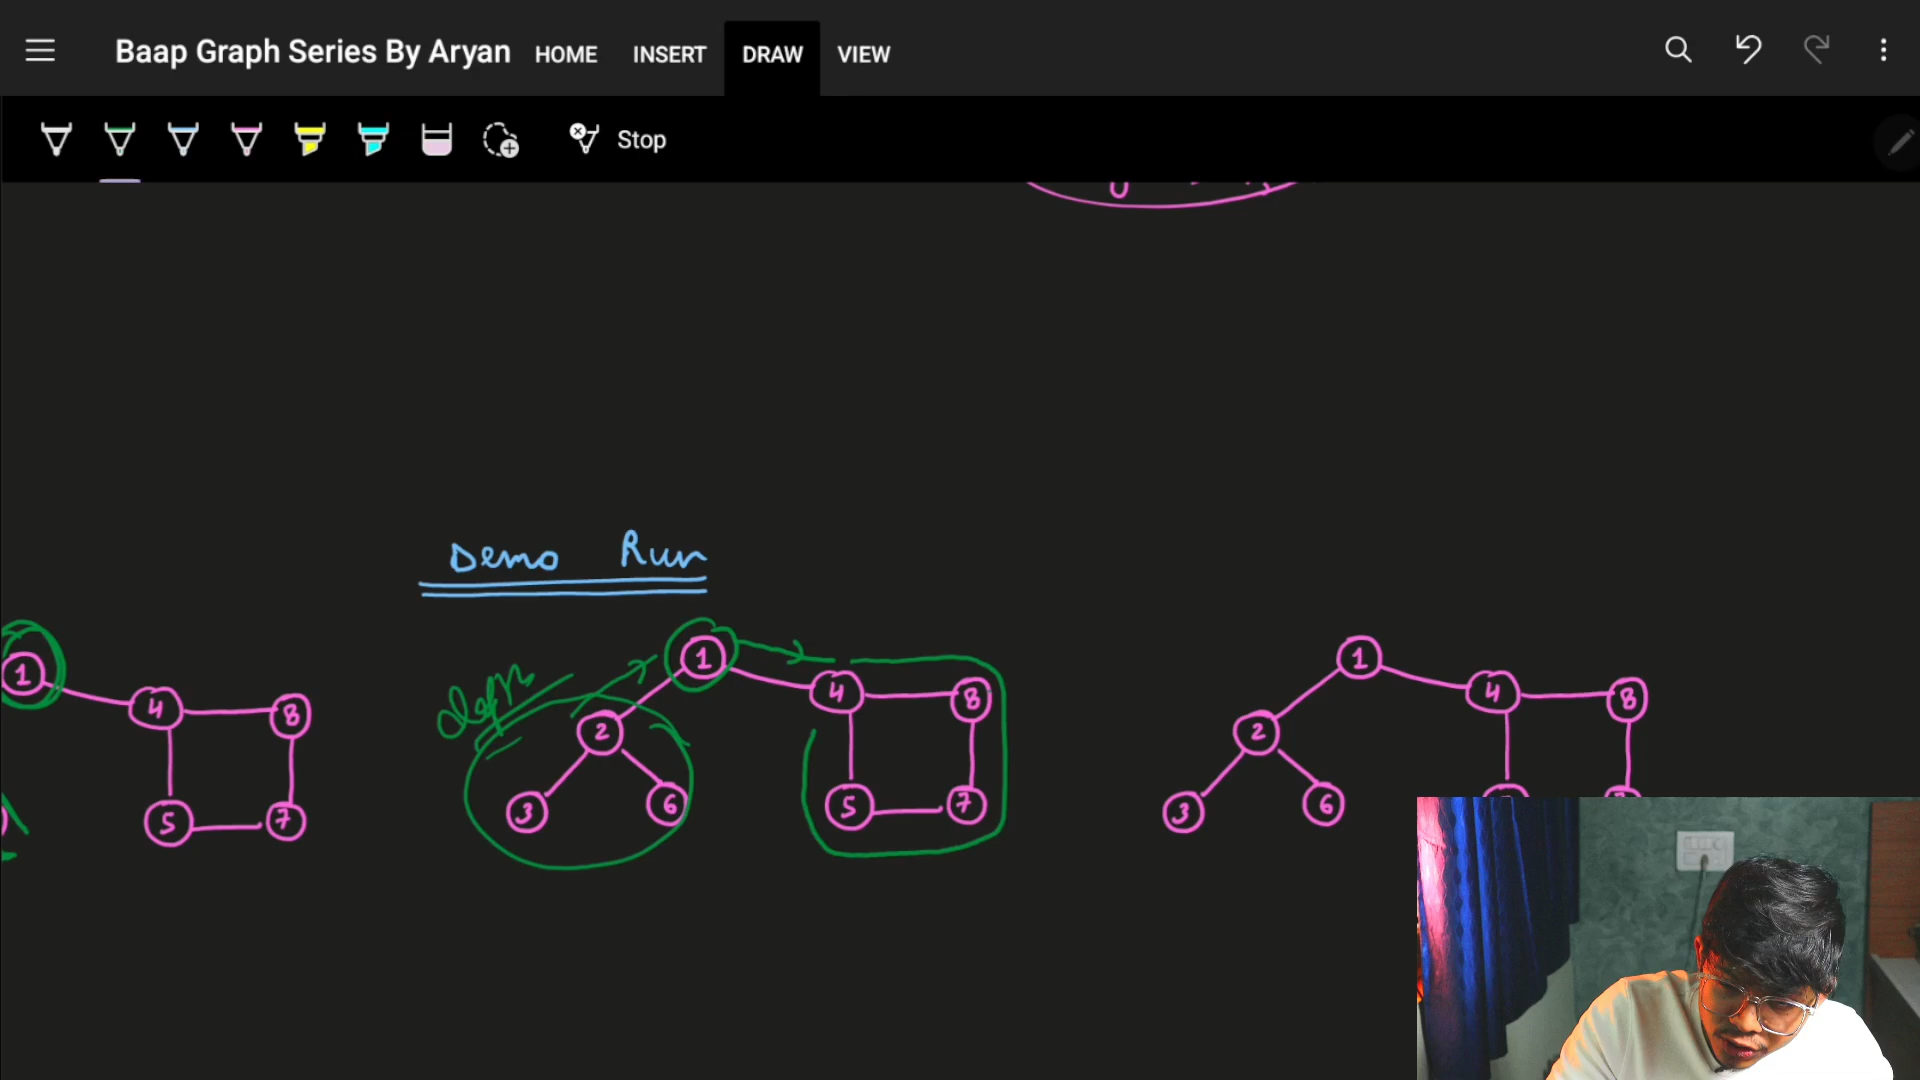 Baap Graph Series By Aryan HOME INSERT DRAW VIEW
Stop
Demo Run
1 4 8 5 7
Depth
1 2 4 8 3 6 5 7
1 2 4 8 3 6